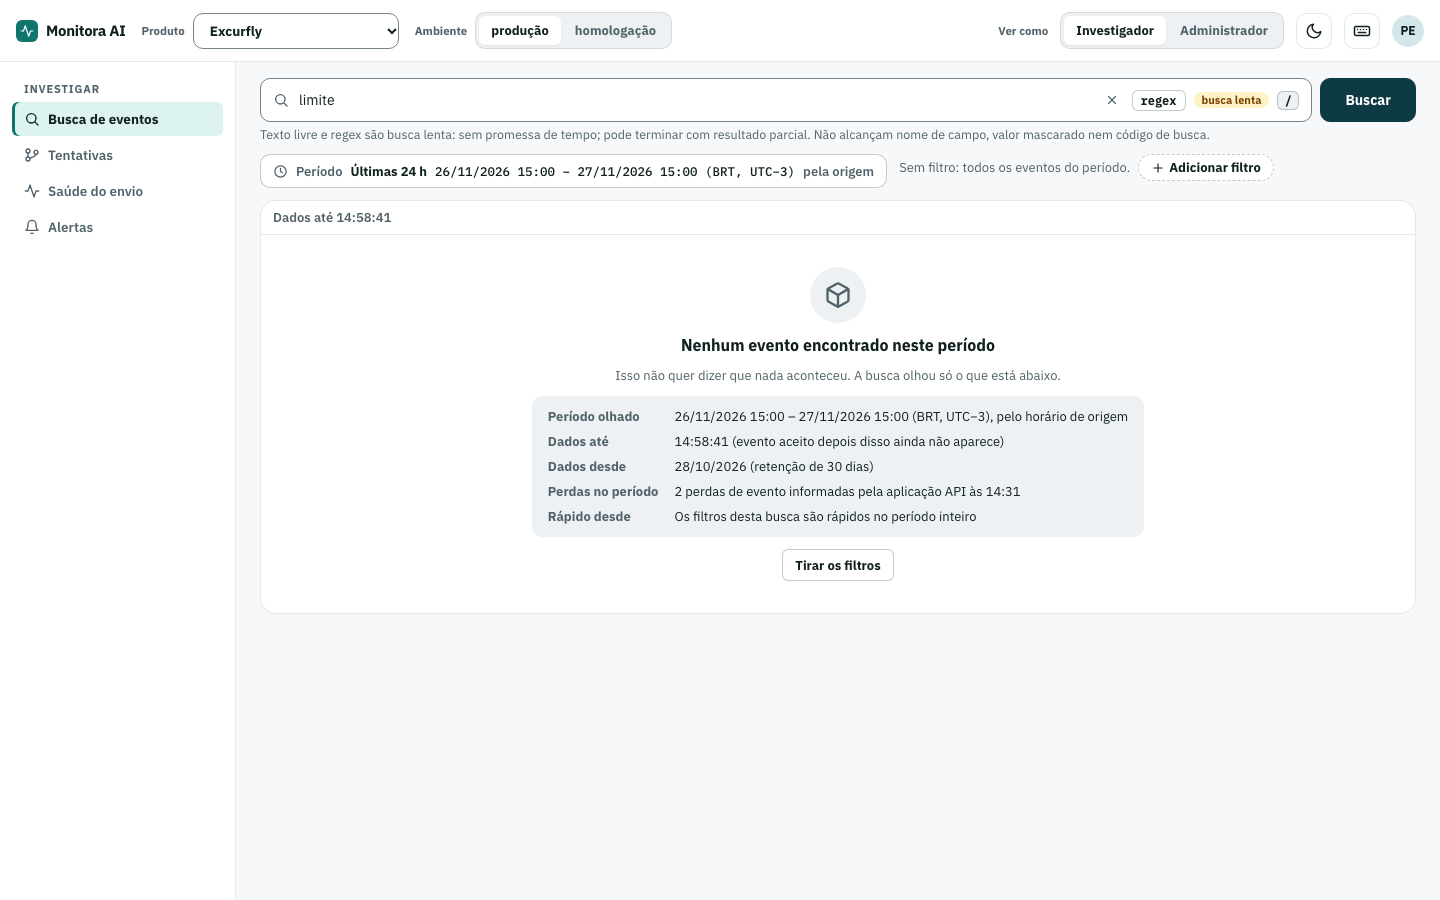 Monitora AI
Produto
Excurfly
Ambiente
produção
homologação
Ver como
Investigador
Administrador
PE
INVESTIGAR
Busca de eventos
Tentativas
Saúde do envio
Alertas
limite
regex
busca lenta
/
Buscar
Texto livre e regex são busca lenta: sem promessa de tempo; pode terminar com resultado parcial. Não alcançam nome de campo, valor mascarado nem código de busca.
Período Últimas 24 h 26/11/2026 15:00 – 27/11/2026 15:00 (BRT, UTC−3) pela origem
Sem filtro: todos os eventos do período.
Adicionar filtro
Dados até 14:58:41
Nenhum evento encontrado neste período
Isso não quer dizer que nada aconteceu. A busca olhou só o que está abaixo.
Período olhado 26/11/2026 15:00 – 27/11/2026 15:00 (BRT, UTC−3), pelo horário de origem
Dados até 14:58:41 (evento aceito depois disso ainda não aparece)
Dados desde 28/10/2026 (retenção de 30 dias)
Perdas no período 2 perdas de evento informadas pela aplicação API às 14:31
Rápido desde Os filtros desta busca são rápidos no período inteiro
Tirar os filtros